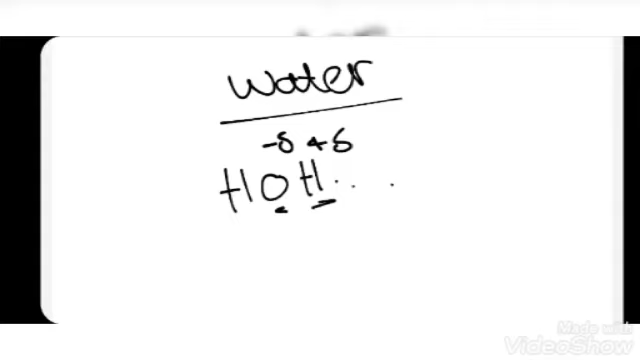 water
-δ +δ
HOH...
Made with
VideoShow